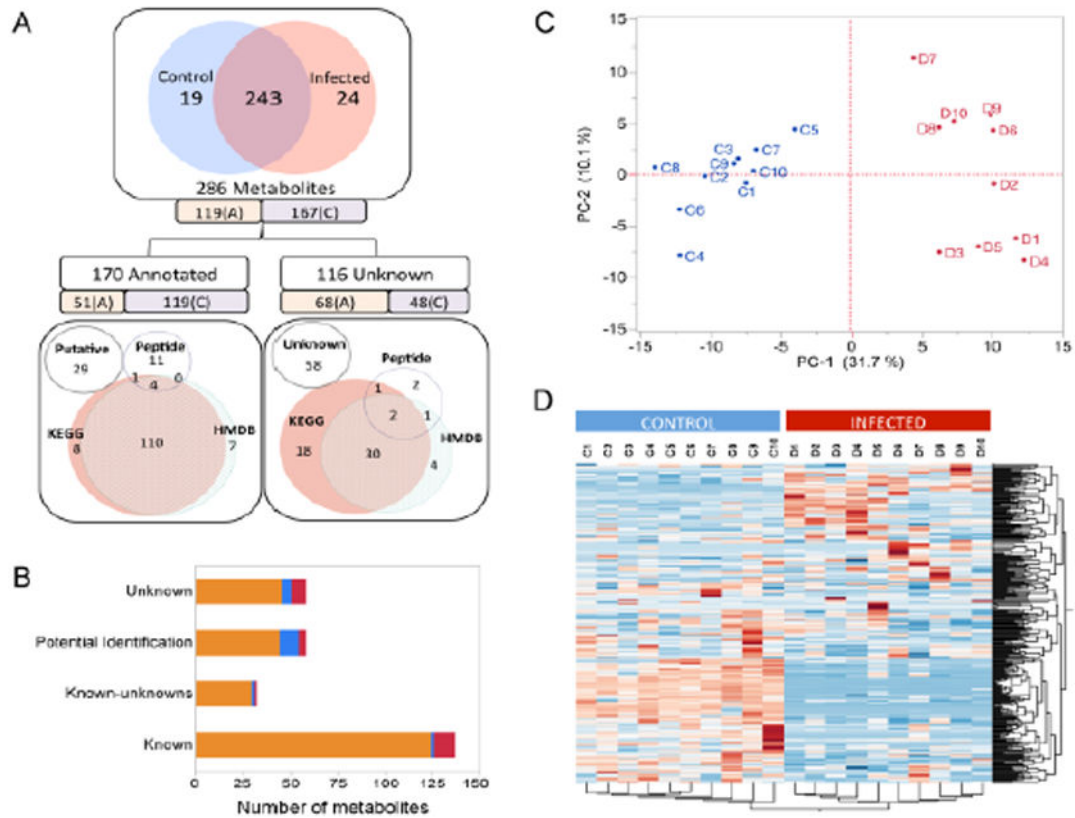 A
Control
Infected
19
243
24
286 Metabolites
119(A)
167(C)
170 Annotated
116 Unknown
51(A)
119(C)
68(A)
48(C)
Putative
29
Peptide
11
1
4
0
KEGG
8
110
HMDB
7
Unknown
58
Peptide
1
2
2
1
KEGG
18
30
HMDB
4
B
Unknown
Potential Identification
Known-unknowns
Known
0
25
50
75
100
125
150
Number of metabolites
C
PC-2 (10.1 %)
15
10
5
0
-5
-10
-15
D7
D9
D10
D8
D6
C5
C3
C7
C9
C8
C2
C10
C1
D2
C6
D1
D5
D3
D4
C4
-15
-10
-5
0
5
10
15
PC-1 (31.7 %)
D
CONTROL
INFECTED
C1 C2 C3 C4 C5 C6 C7 C8 C9 C10 D1 D2 D3 D4 D5 D6 D7 D8 D9 D10